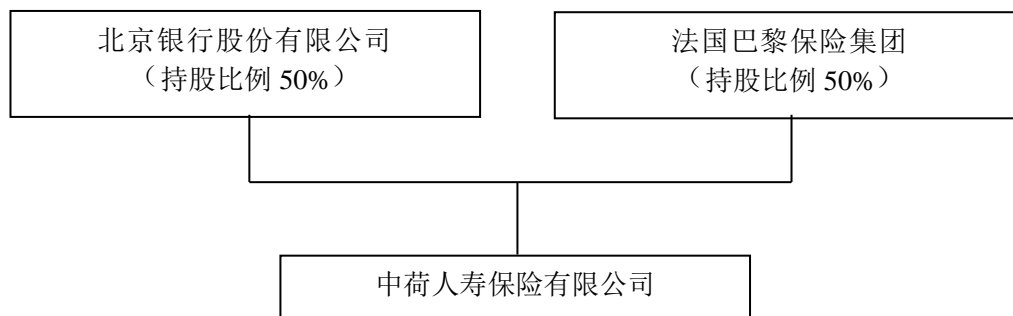 北京银行股份有限公司
（持股比例 50%）
法国巴黎保险集团
（持股比例 50%）
中荷人寿保险有限公司